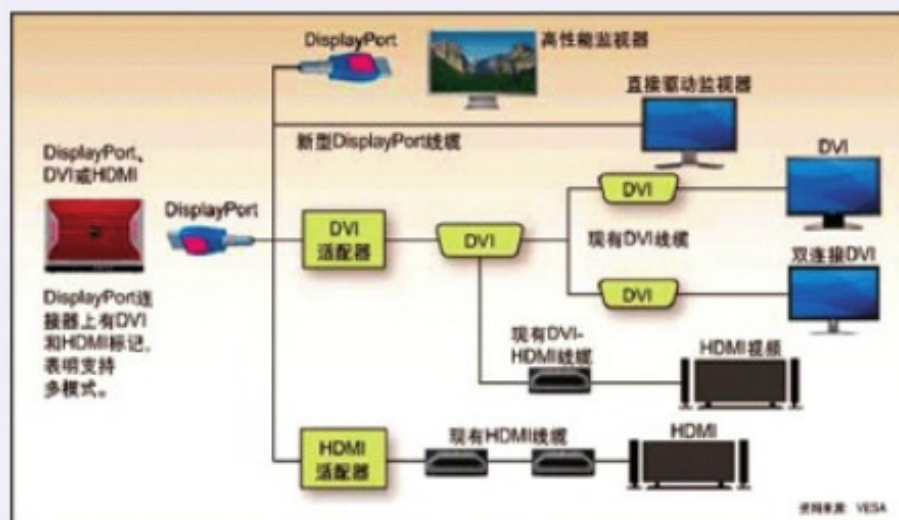 DisplayPort
高性能监视器
直接驱动监视器
新型DisplayPort线缆
DisplayPort、
DVI或HDMI
DisplayPort
DVI
适配器
DVI
DVI
DVI
现有DVI线缆
双连接DVI
DVI
DisplayPort连
接器上有DVI
和HDMI标记,
表明支持
多模式。
现有DVI-
HDMI线缆
HDMI视频
HDMI
适配器
现有HDMI线缆
HDMI
资料来源: VESA